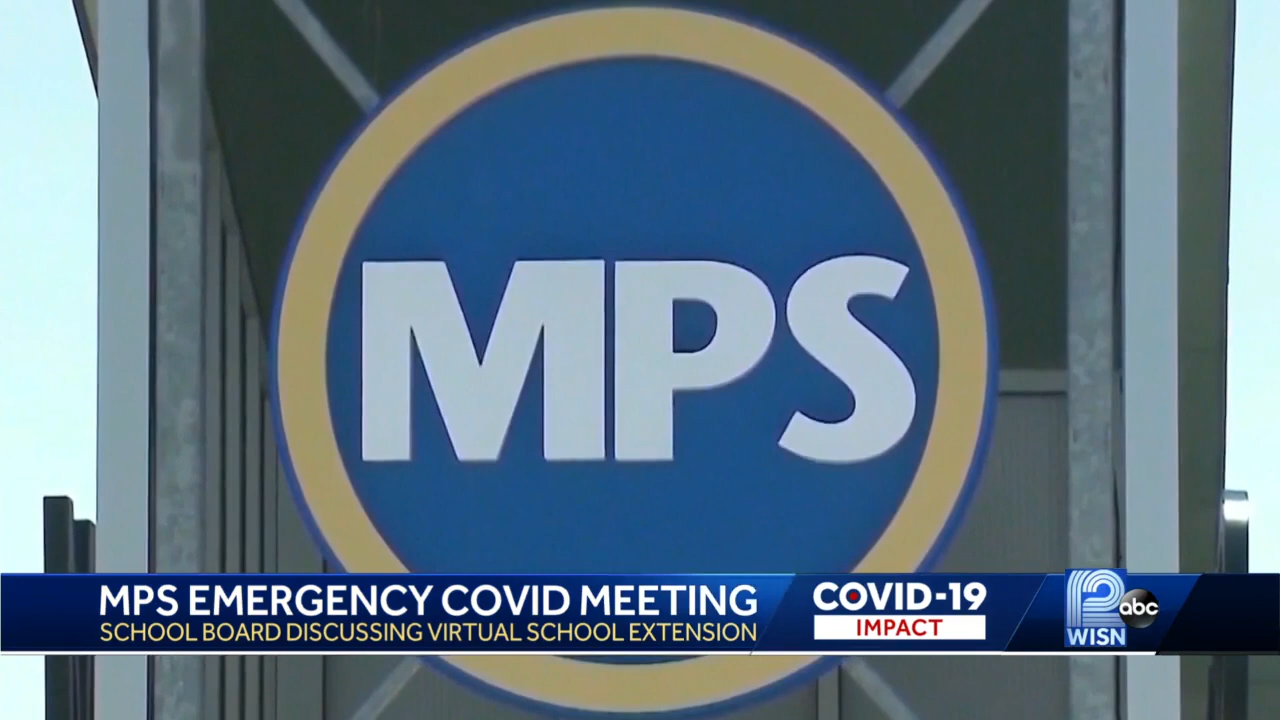 MPS
MPS EMERGENCY COVID MEETING
SCHOOL BOARD DISCUSSING VIRTUAL SCHOOL EXTENSION
COVID-19
IMPACT
12
abc
WISN